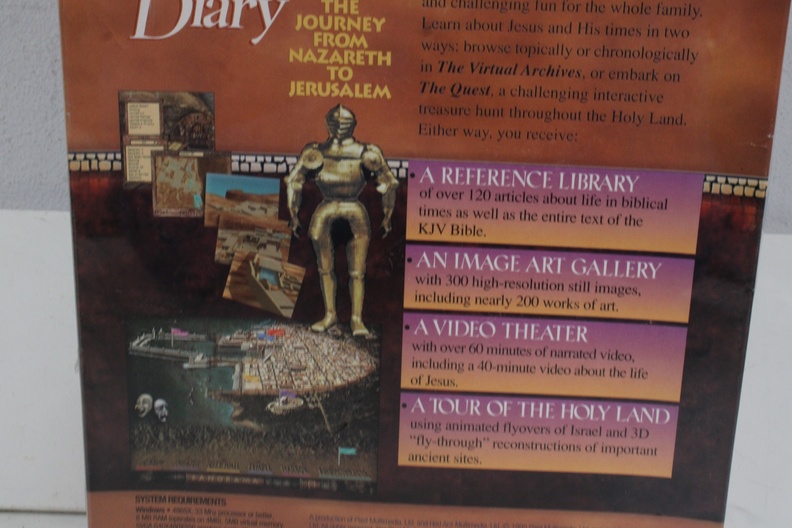 Diary
THE
JOURNEY
FROM
NAZARETH
TO
JERUSALEM
and challenging fun for the whole family.
Learn about Jesus and His times in two
ways: browse topically or chronologically
in The Virtual Archives, or embark on
The Quest, a challenging interactive
treasure hunt throughout the Holy Land.
Either way, you receive:
• A REFERENCE LIBRARY
of over 120 articles about life in biblical
times as well as the entire text of the
KJV Bible.
• AN IMAGE ART GALLERY
with 300 high-resolution still images,
including nearly 200 works of art.
• A VIDEO THEATER
with over 60 minutes of narrated video,
including a 40-minute video about the life
of Jesus.
• A TOUR OF THE HOLY LAND
using animated flyovers of Israel and 3D
"fly-through" reconstructions of important
ancient sites.
PANORAMA
SYSTEM REQUIREMENTS